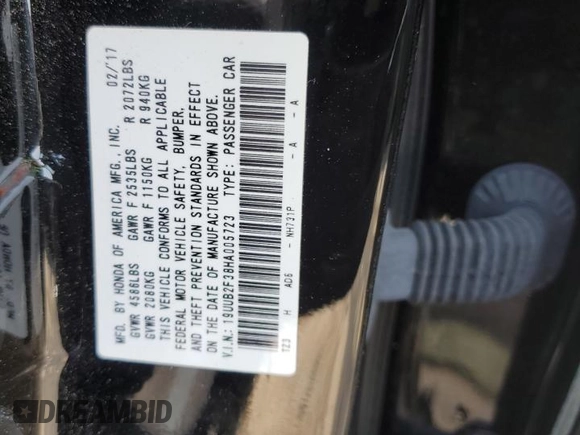 MFD. BY HONDA OF AMERICA MFG., INC. 02/'17
GVWR 4586LBS GAWR F 2535LBS R 2072LBS
GVWR 2080KG GAWR F 1150KG R 940KG
THIS VEHICLE CONFORMS TO ALL APPLICABLE
FEDERAL MOTOR VEHICLE SAFETY, BUMPER,
AND THEFT PREVENTION STANDARDS IN EFFECT
ON THE DATE OF MANUFACTURE SHOWN ABOVE.
V.I.N.: 19UUB2F38HA005723 TYPE: PASSENGER CAR
TZ3 H AD5 - NH731P - A - A
DREAMBID